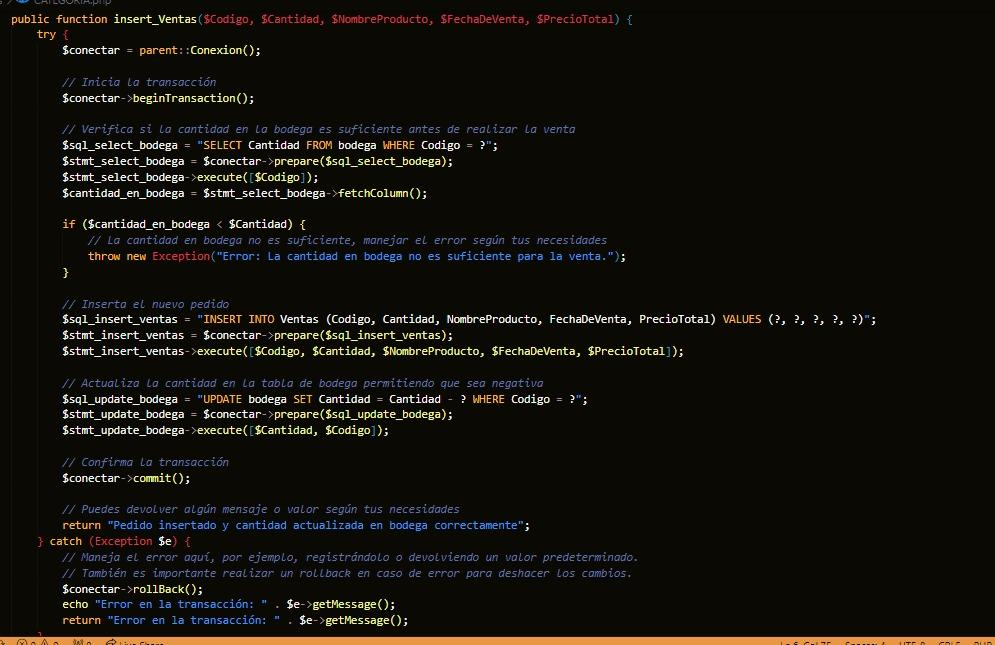 CATEGORIA.php
public function insert_Ventas($Codigo, $Cantidad, $NombreProducto, $FechaDeVenta, $PrecioTotal) {
try {
$conectar = parent::Conexion();
// Inicia la transacción
$conectar->beginTransaction();
// Verifica si la cantidad en la bodega es suficiente antes de realizar la venta
$sql_select_bodega = "SELECT Cantidad FROM bodega WHERE Codigo = ?";
$stmt_select_bodega = $conectar->prepare($sql_select_bodega);
$stmt_select_bodega->execute([$Codigo]);
$cantidad_en_bodega = $stmt_select_bodega->fetchColumn();
if ($cantidad_en_bodega < $Cantidad) {
// La cantidad en bodega no es suficiente, manejar el error según tus necesidades
throw new Exception("Error: La cantidad en bodega no es suficiente para la venta.");
}
// Inserta el nuevo pedido
$sql_insert_ventas = "INSERT INTO Ventas (Codigo, Cantidad, NombreProducto, FechaDeVenta, PrecioTotal) VALUES (?, ?, ?, ?, ?)";
$stmt_insert_ventas = $conectar->prepare($sql_insert_ventas);
$stmt_insert_ventas->execute([$Codigo, $Cantidad, $NombreProducto, $FechaDeVenta, $PrecioTotal]);
// Actualiza la cantidad en la tabla de bodega permitiendo que sea negativa
$sql_update_bodega = "UPDATE bodega SET Cantidad = Cantidad - ? WHERE Codigo = ?";
$stmt_update_bodega = $conectar->prepare($sql_update_bodega);
$stmt_update_bodega->execute([$Cantidad, $Codigo]);
// Confirma la transacción
$conectar->commit();
// Puedes devolver algún mensaje o valor según tus necesidades
return "Pedido insertado y cantidad actualizada en bodega correctamente";
} catch (Exception $e) {
// Maneja el error aquí, por ejemplo, registrándolo o devolviendo un valor predeterminado.
// También es importante realizar un rollback en caso de error para deshacer los cambios.
$conectar->rollBack();
echo "Error en la transacción: " . $e->getMessage();
return "Error en la transacción: " . $e->getMessage();